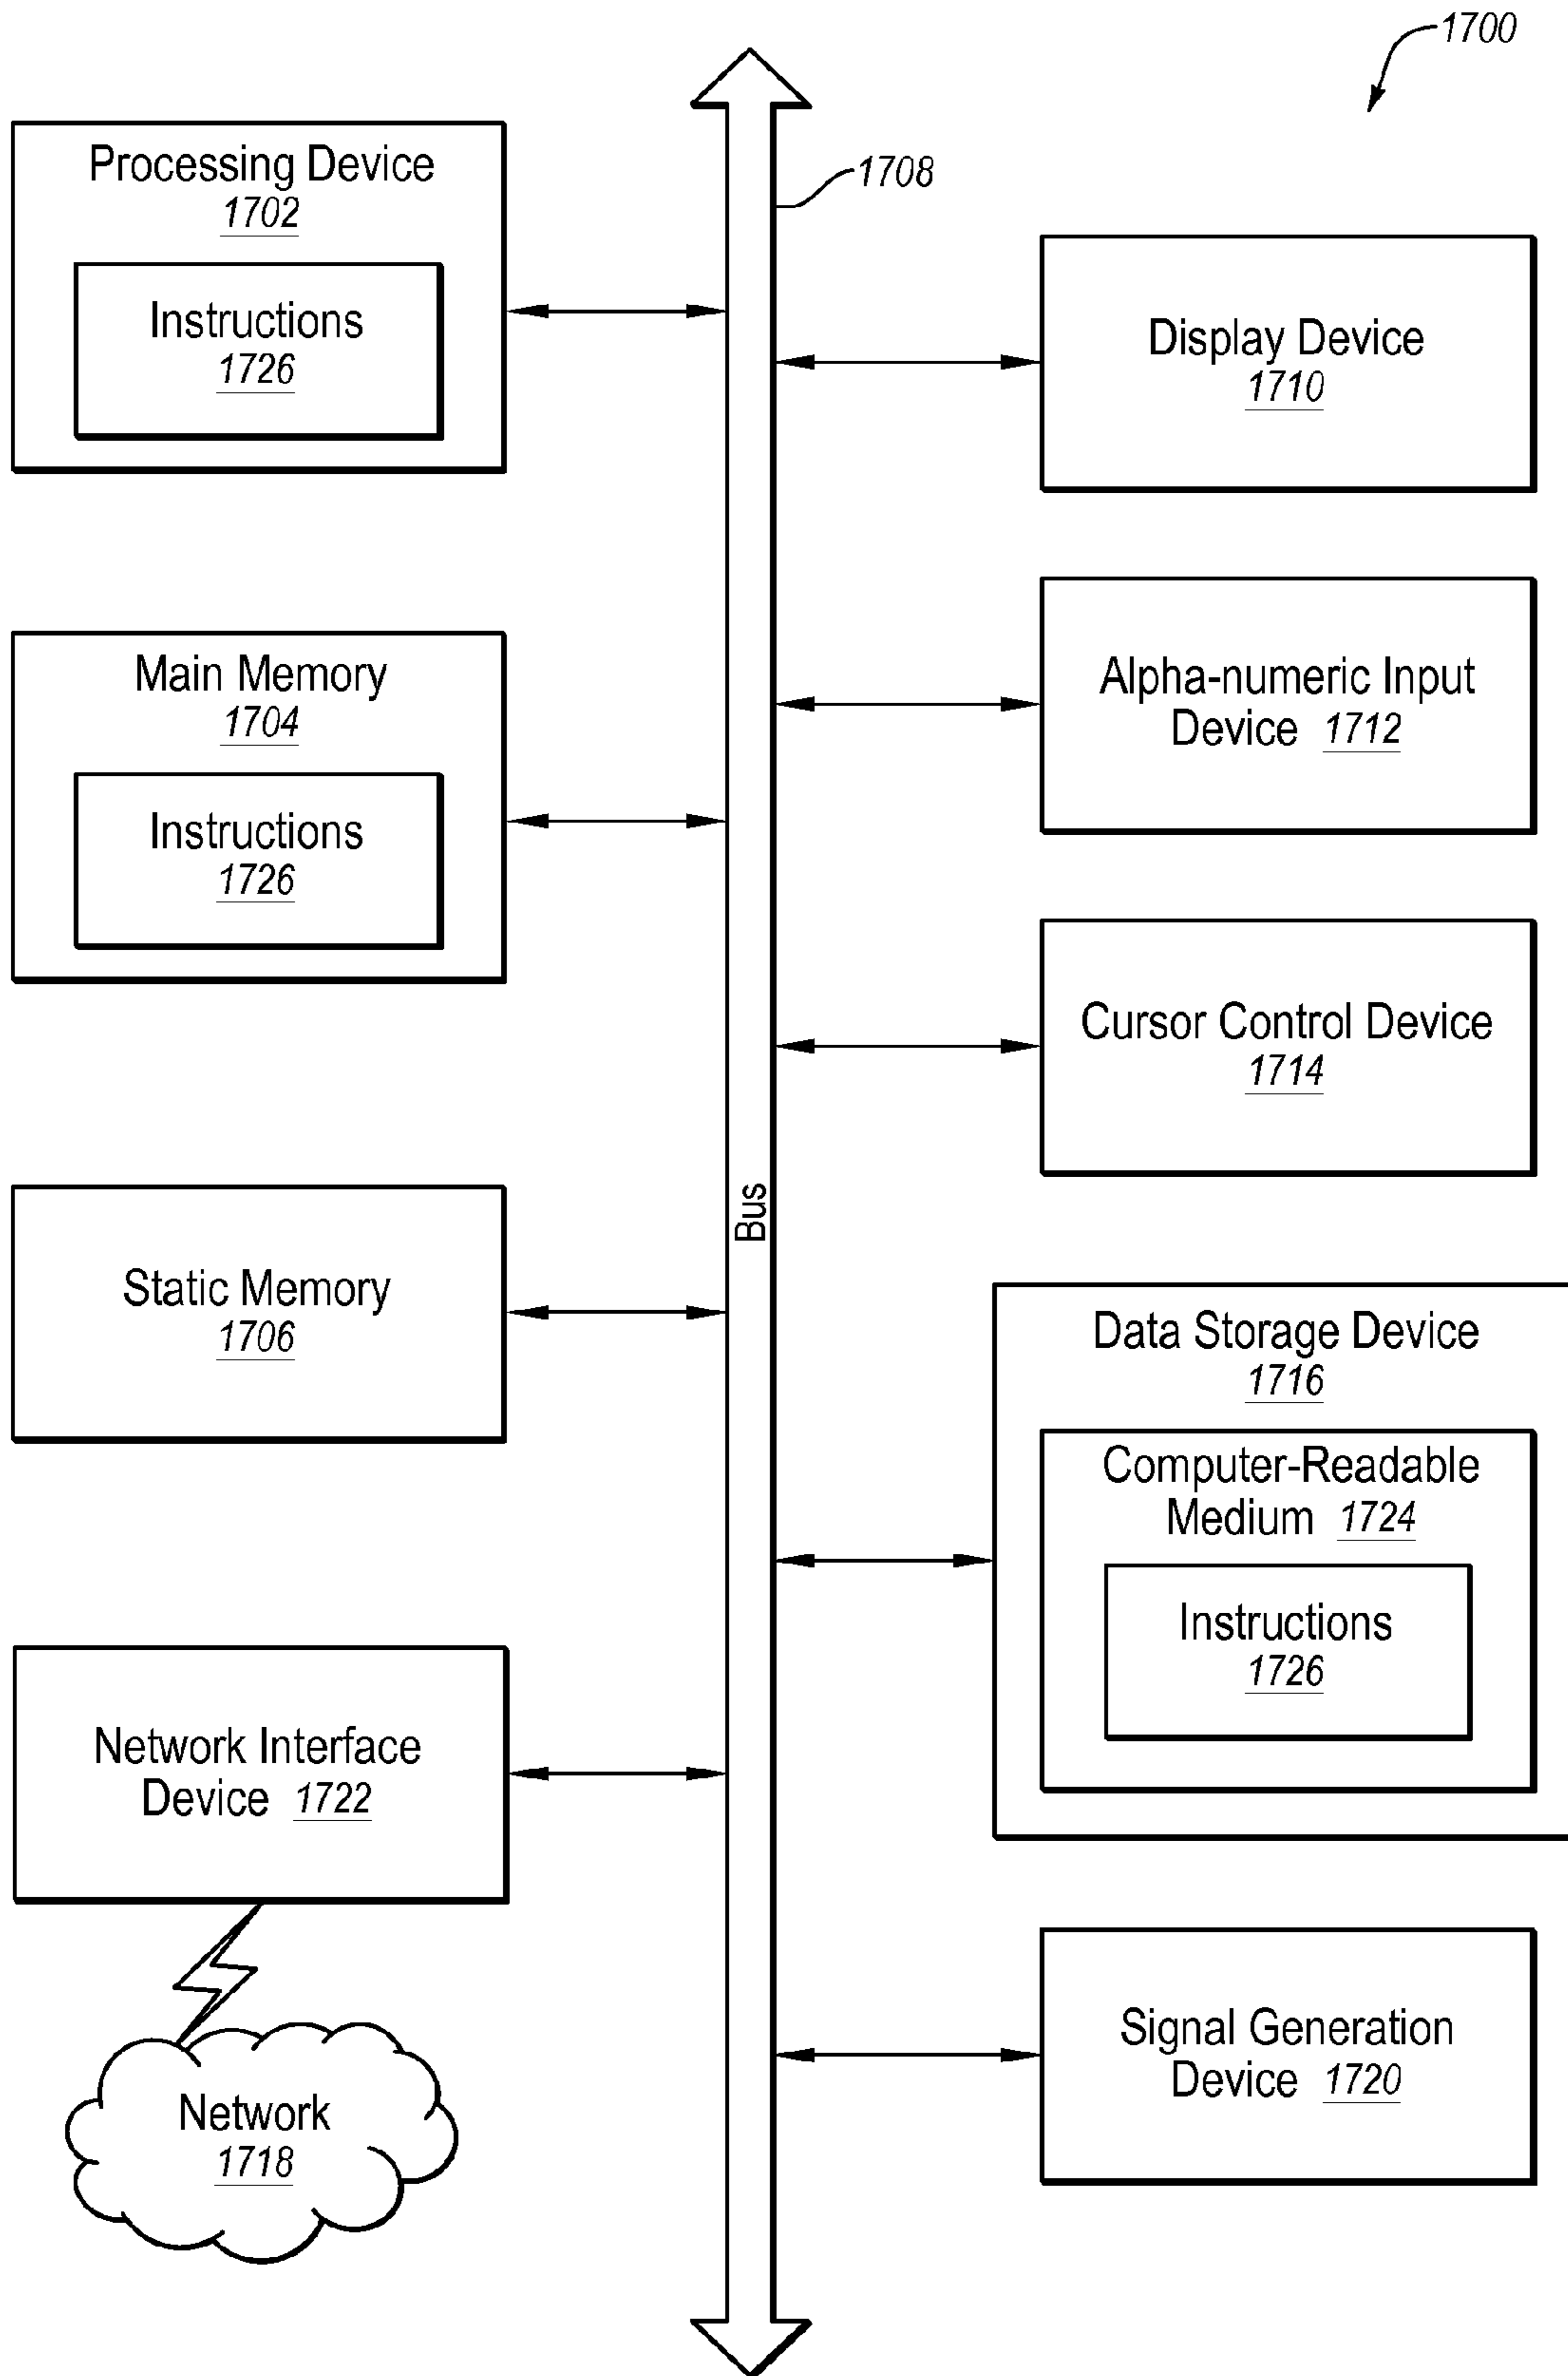 1700
Processing Device
1702
Instructions
1726
1708
Display Device
1710
Main Memory
1704
Instructions
1726
Alpha-numeric Input
Device 1712
Cursor Control Device
1714
Bus
Static Memory
1706
Data Storage Device
1716
Computer-Readable
Medium 1724
Instructions
1726
Network Interface
Device 1722
Signal Generation
Device 1720
Network
1718